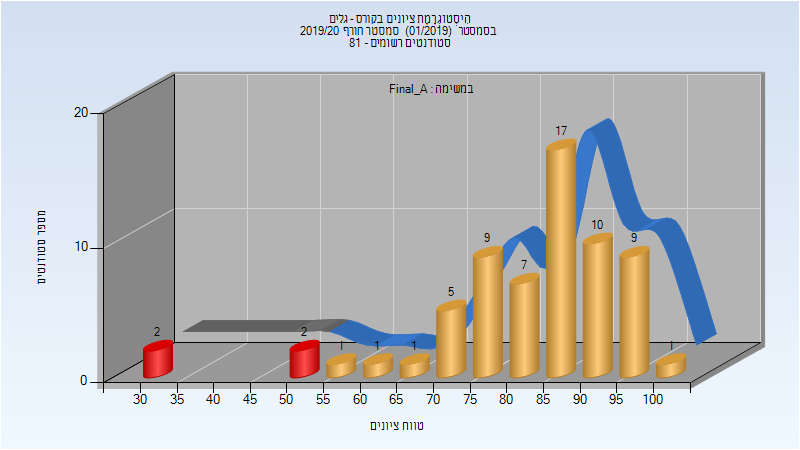 היסטוגרמת ציונים בקורס - גלים
בסמסטר (01/2019) סמסטר חורף 2019/20
סטודנטים רשומים - 81
במשימה : Final_A
מספר סטודנטים
20
10
0
2
2
1
1
1
5
9
7
17
10
9
1
30 35 40 45 50 55 60 65 70 75 80 85 90 95 100
טווח ציונים